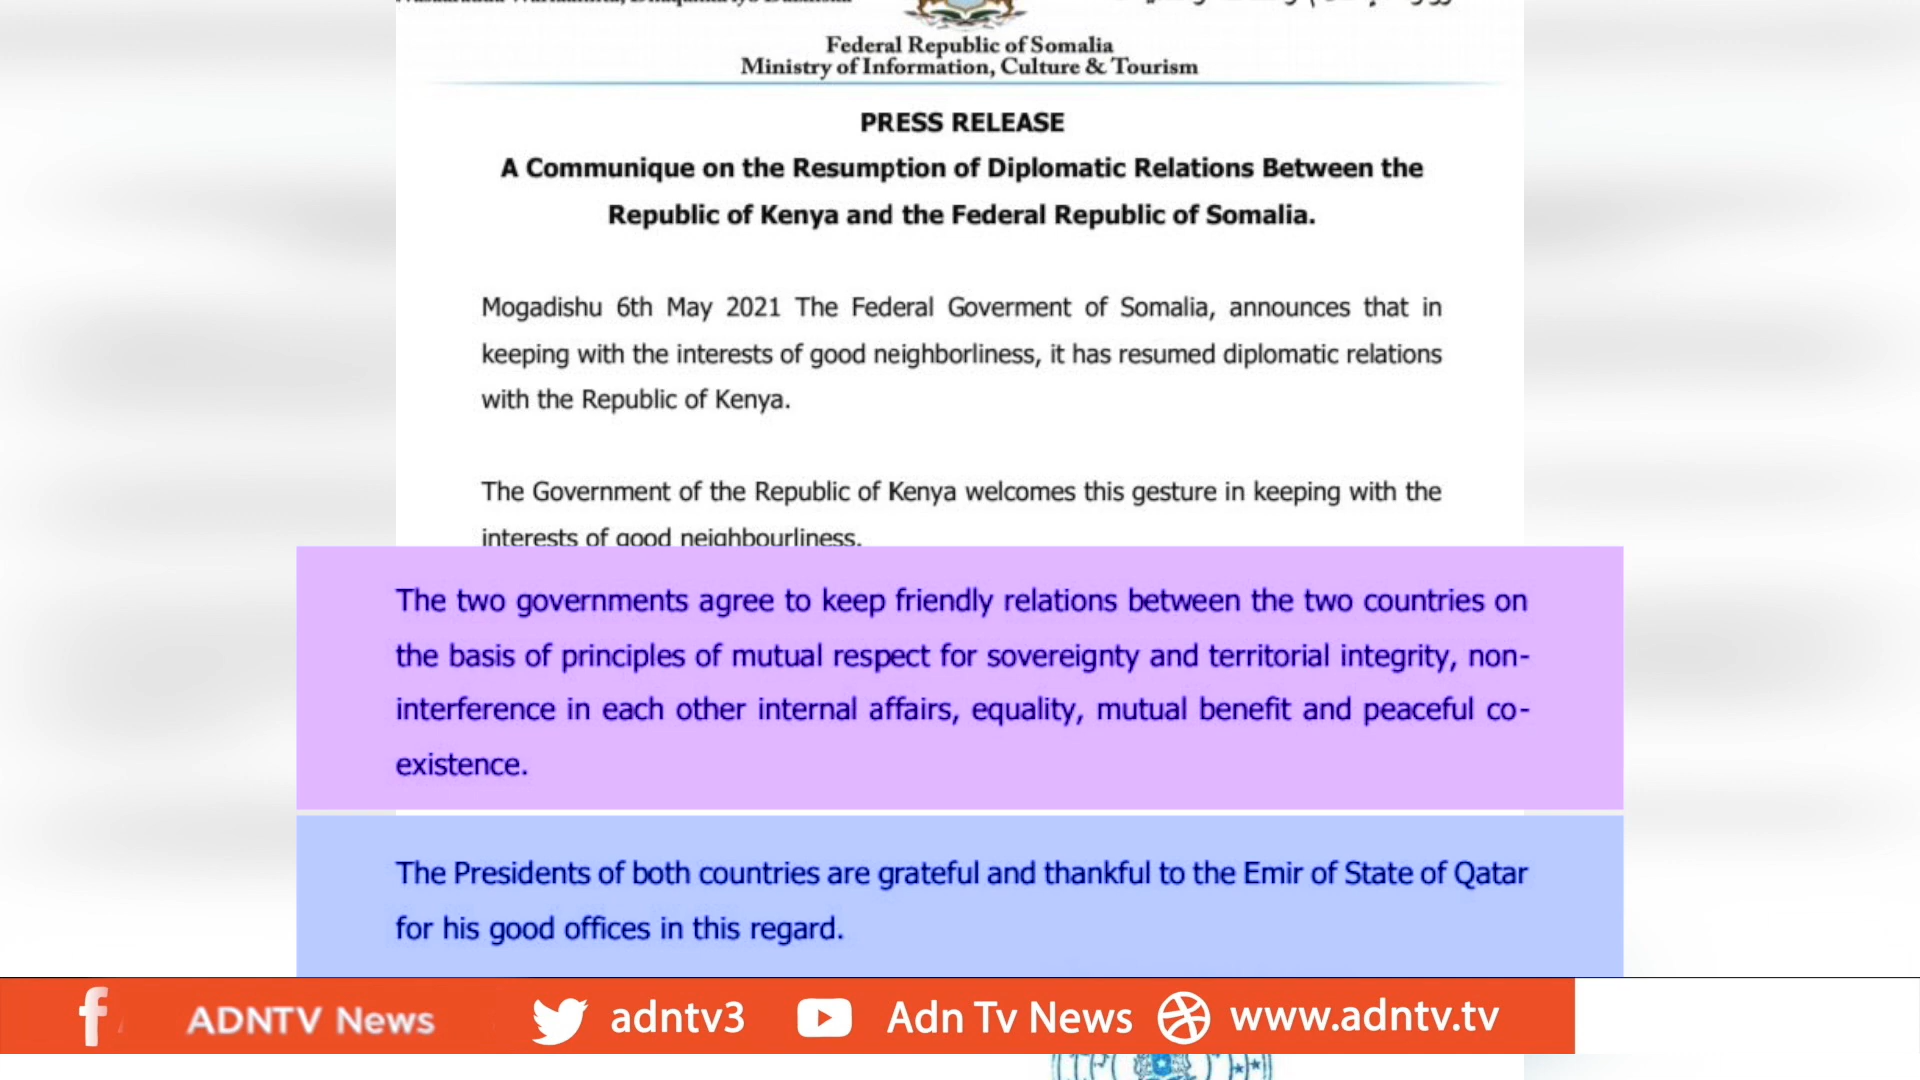 Federal Republic of Somalia
Ministry of Information, Culture & Tourism
PRESS RELEASE
A Communique on the Resumption of Diplomatic Relations Between the
Republic of Kenya and the Federal Republic of Somalia.
Mogadishu 6th May 2021 The Federal Goverment of Somalia, announces that in
keeping with the interests of good neighborliness, it has resumed diplomatic relations
with the Republic of Kenya.
The Government of the Republic of Kenya welcomes this gesture in keeping with the
interests of good neighbourliness.
The two governments agree to keep friendly relations between the two countries on
the basis of principles of mutual respect for sovereignty and territorial integrity, non-
interference in each other internal affairs, equality, mutual benefit and peaceful co-
existence.
The Presidents of both countries are grateful and thankful to the Emir of State of Qatar
for his good offices in this regard.
ADNTV News adntv3 Adn Tv News www.adntv.tv